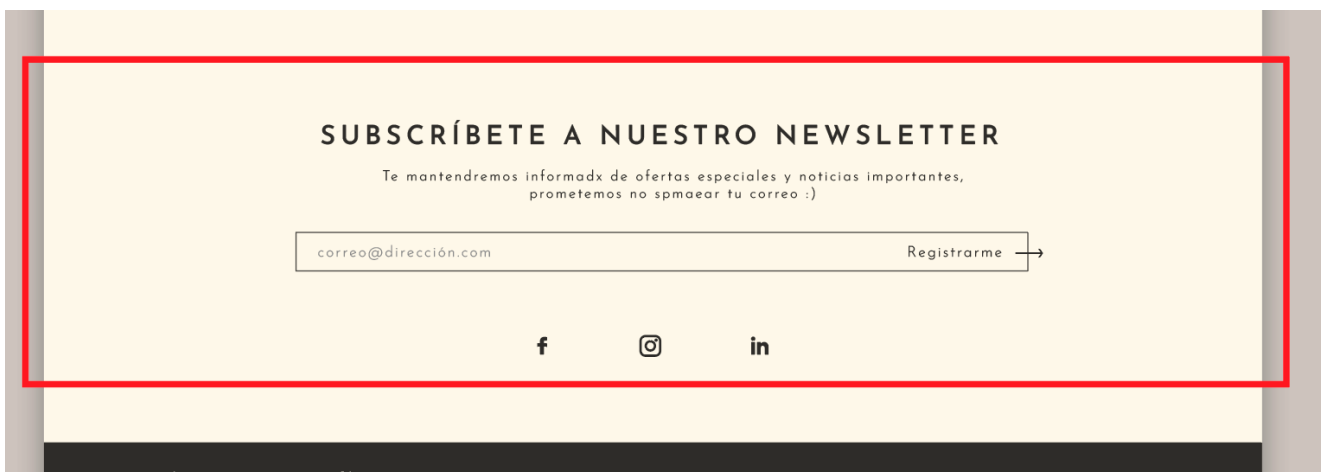 SUBSCRÍBETE A NUESTRO NEWSLETTER
Te mantendremos informadx de ofertas especiales y noticias importantes,
prometemos no spmaear tu correo :)
correo@dirección.com Registrarme
f in